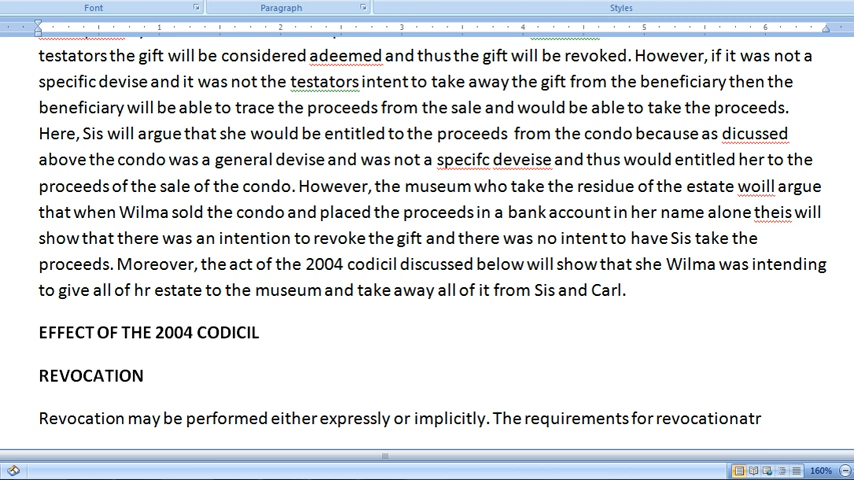 Font Paragraph Styles
1 2 3 4 5 6
testators the gift will be considered adeemed and thus the gift will be revoked. However, if it was not a
specific devise and it was not the testators intent to take away the gift from the beneficiary then the
beneficiary will be able to trace the proceeds from the sale and would be able to take the proceeds.
Here, Sis will argue that she would be entitled to the proceeds from the condo because as dicussed
above the condo was a general devise and was not a specifc deveise and thus would entitled her to the
proceeds of the sale of the condo. However, the museum who take the residue of the estate woill argue
that when Wilma sold the condo and placed the proceeds in a bank account in her name alone theis will
show that there was an intention to revoke the gift and there was no intent to have Sis take the
proceeds. Moreover, the act of the 2004 codicil discussed below will show that she Wilma was intending
to give all of hr estate to the museum and take away all of it from Sis and Carl.
EFFECT OF THE 2004 CODICIL
REVOCATION
Revocation may be performed either expressly or implicitly. The requirements for revocationatr
160%